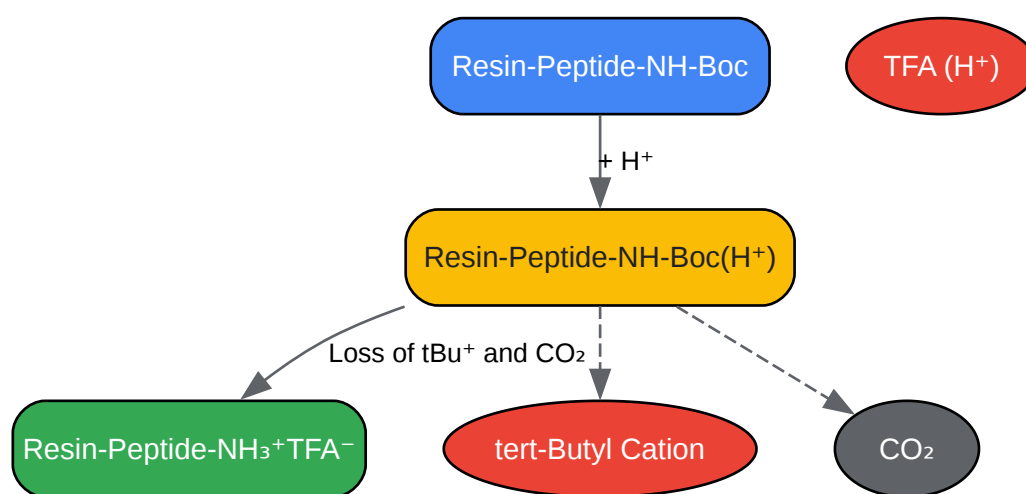 Resin-Peptide-NH-Boc
TFA (H⁺)
+ H⁺
Resin-Peptide-NH-Boc(H⁺)
Loss of tBu⁺ and CO₂
Resin-Peptide-NH₃⁺TFA⁻
tert-Butyl Cation
CO₂